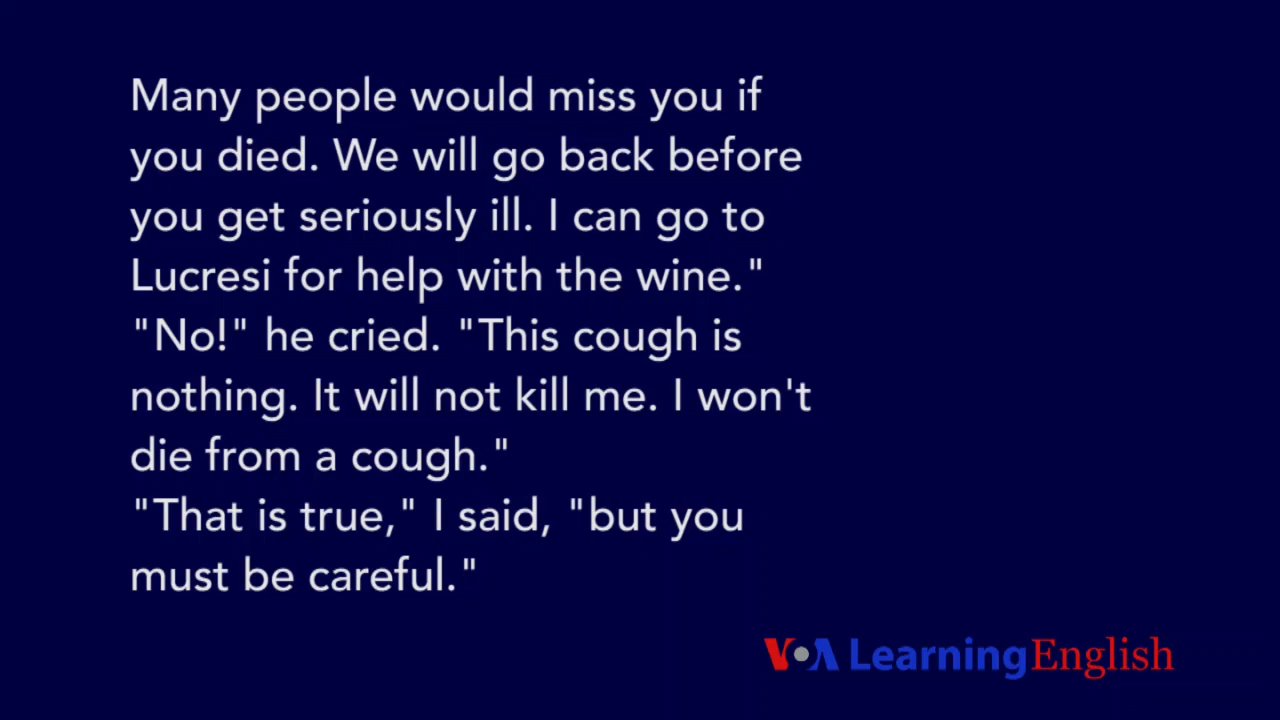 Many people would miss you if
you died. We will go back before
you get seriously ill. I can go to
Lucresi for help with the wine."
"No!" he cried. "This cough is
nothing. It will not kill me. I won't
die from a cough."
"That is true," I said, "but you
must be careful."
VOA Learning English